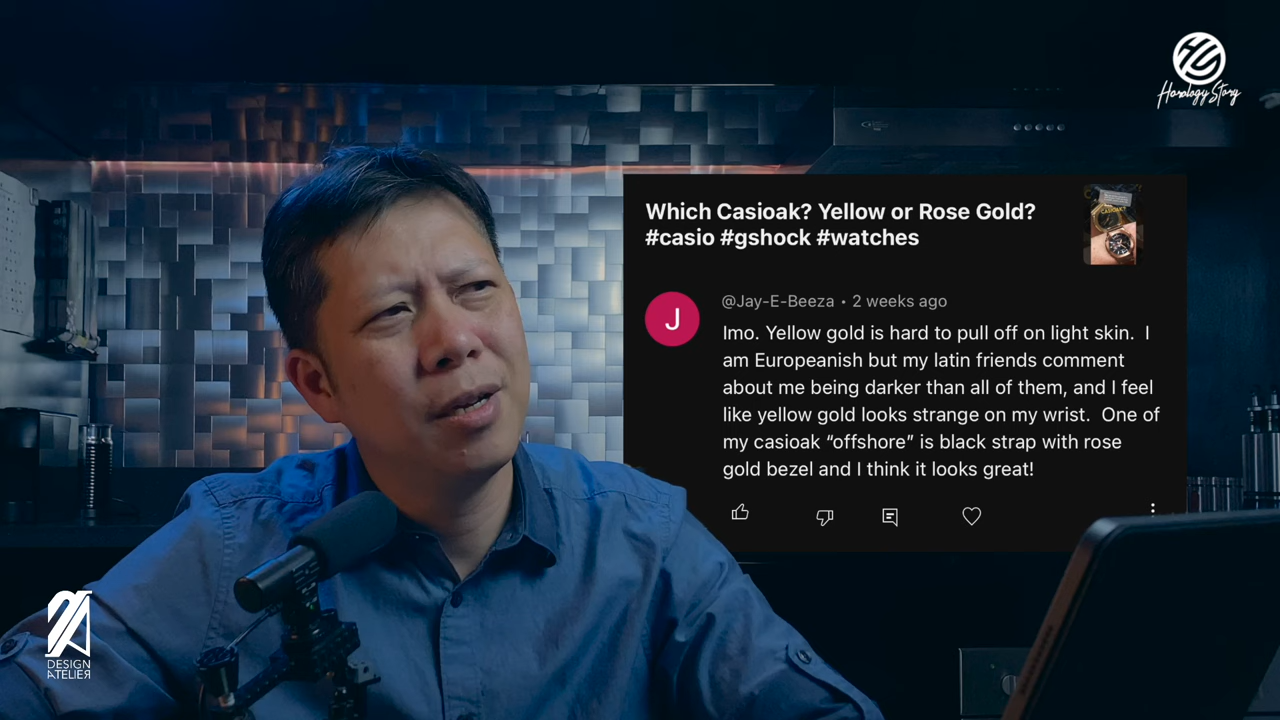 Horology Story
Which Casioak? Yellow or Rose Gold?
#casio #gshock #watches
CASIOAK?
J
@Jay-E-Beeza • 2 weeks ago
Imo. Yellow gold is hard to pull off on light skin. I
am Europeanish but my latin friends comment
about me being darker than all of them, and I feel
like yellow gold looks strange on my wrist. One of
my casioak “offshore” is black strap with rose
gold bezel and I think it looks great!
DESIGN
ATELIER